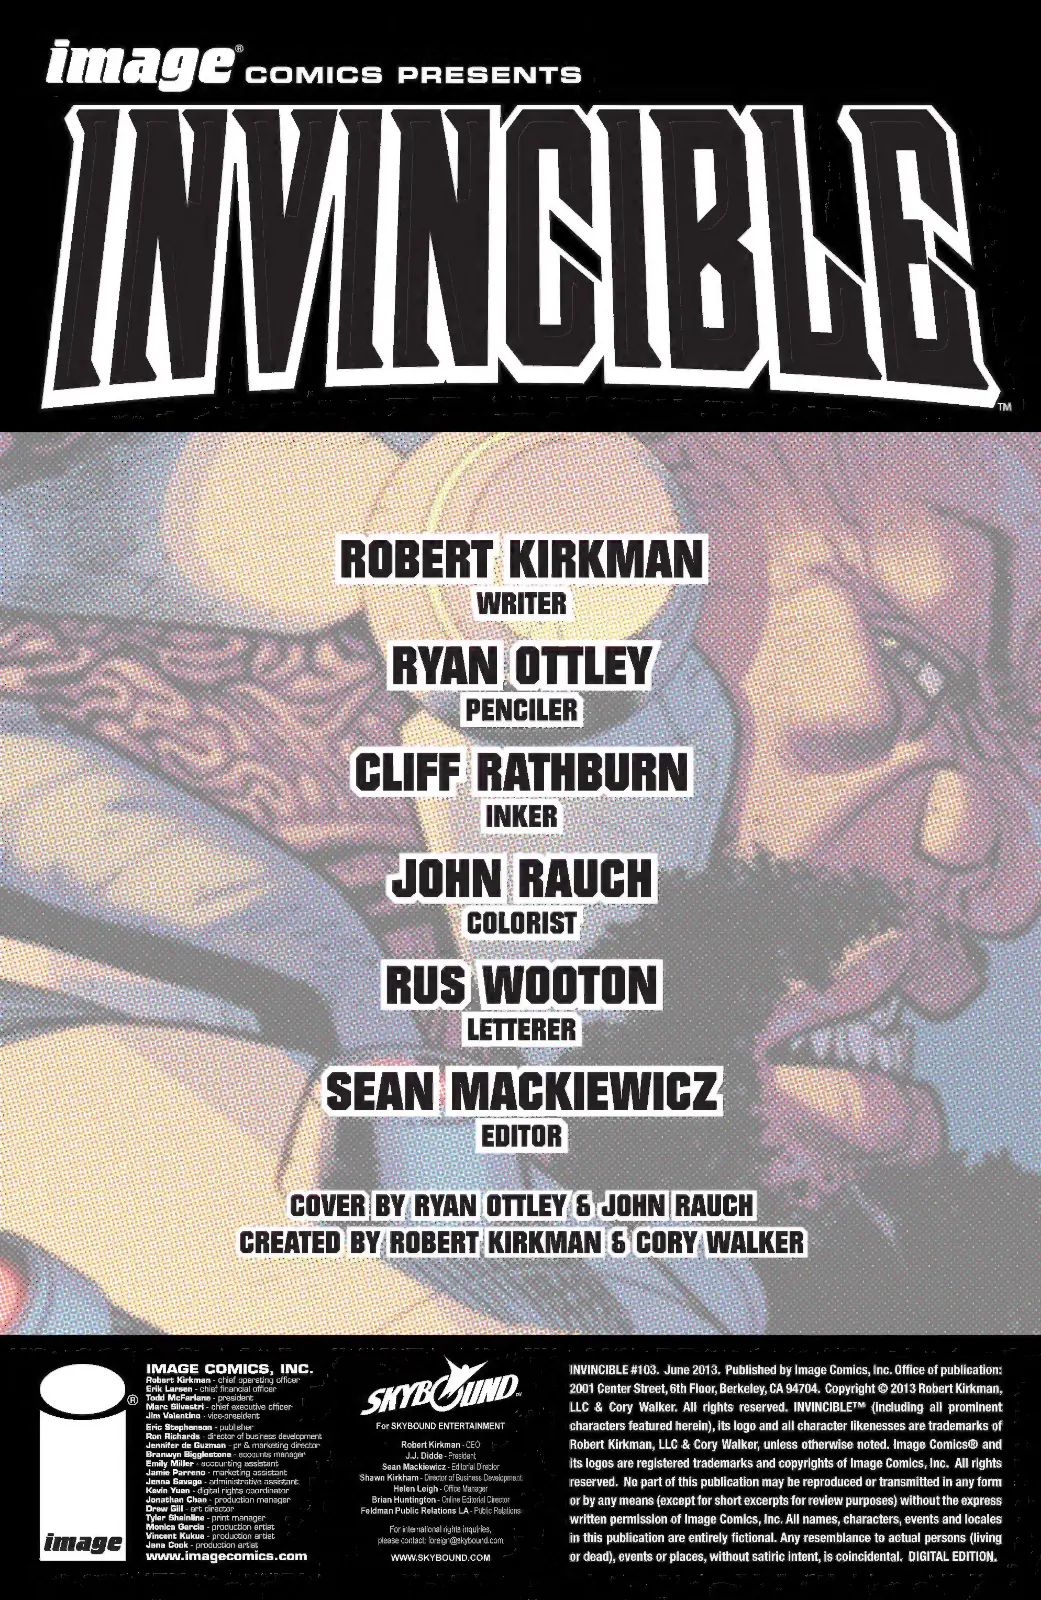 image® COMICS PRESENTS
INVINCIBLE™
ROBERT KIRKMAN
WRITER
RYAN OTTLEY
PENCILER
CLIFF RATHBURN
INKER
JOHN RAUCH
COLORIST
RUS WOOTON
LETTERER
SEAN MACKIEWICZ
EDITOR
COVER BY RYAN OTTLEY & JOHN RAUCH
CREATED BY ROBERT KIRKMAN & CORY WALKER
®
image
IMAGE COMICS, INC.
Robert Kirkman - chief operating officer
Erik Larsen - chief financial officer
Todd McFarlane - president
Marc Silvestri - chief executive officer
Jim Valentino - vice-president
Eric Stephenson - publisher
Ron Richards - director of business development
Jennifer de Guzman - pr & marketing director
Branwyn Bigglestone - accounts manager
Emily Miller - accounting assistant
Jamie Parreno - marketing assistant
Jenna Savage - administrative assistant
Kevin Yuen - digital rights coordinator
Jonathan Chan - production manager
Drew Gill - art director
Tyler Shainline - print manager
Monica Garcia - production artist
Vincent Kukua - production artist
Jana Cook - production artist
www.imagecomics.com
SKYBOUND™
For SKYBOUND ENTERTAINMENT
Robert Kirkman - CEO
J.J. Didde - President
Sean Mackiewicz - Editorial Director
Shawn Kirkham - Director of Business Development
Helen Leigh - Office Manager
Brian Huntington - Online Editorial Director
Feldman Public Relations LA - Public Relations
For international rights inquiries,
please contact: foreign@skybound.com
WWW.SKYBOUND.COM
INVINCIBLE #103. June 2013. Published by Image Comics, Inc. Office of publication:
2001 Center Street, 6th Floor, Berkeley, CA 94704. Copyright © 2013 Robert Kirkman,
LLC & Cory Walker. All rights reserved. INVINCIBLE™ (including all prominent
characters featured herein), its logo and all character likenesses are trademarks of
Robert Kirkman, LLC & Cory Walker, unless otherwise noted. Image Comics® and
its logos are registered trademarks and copyrights of Image Comics, Inc. All rights
reserved. No part of this publication may be reproduced or transmitted in any form
or by any means (except for short excerpts for review purposes) without the express
written permission of Image Comics, Inc. All names, characters, events and locales
in this publication are entirely fictional. Any resemblance to actual persons (living
or dead), events or places, without satiric intent, is coincidental. DIGITAL EDITION.